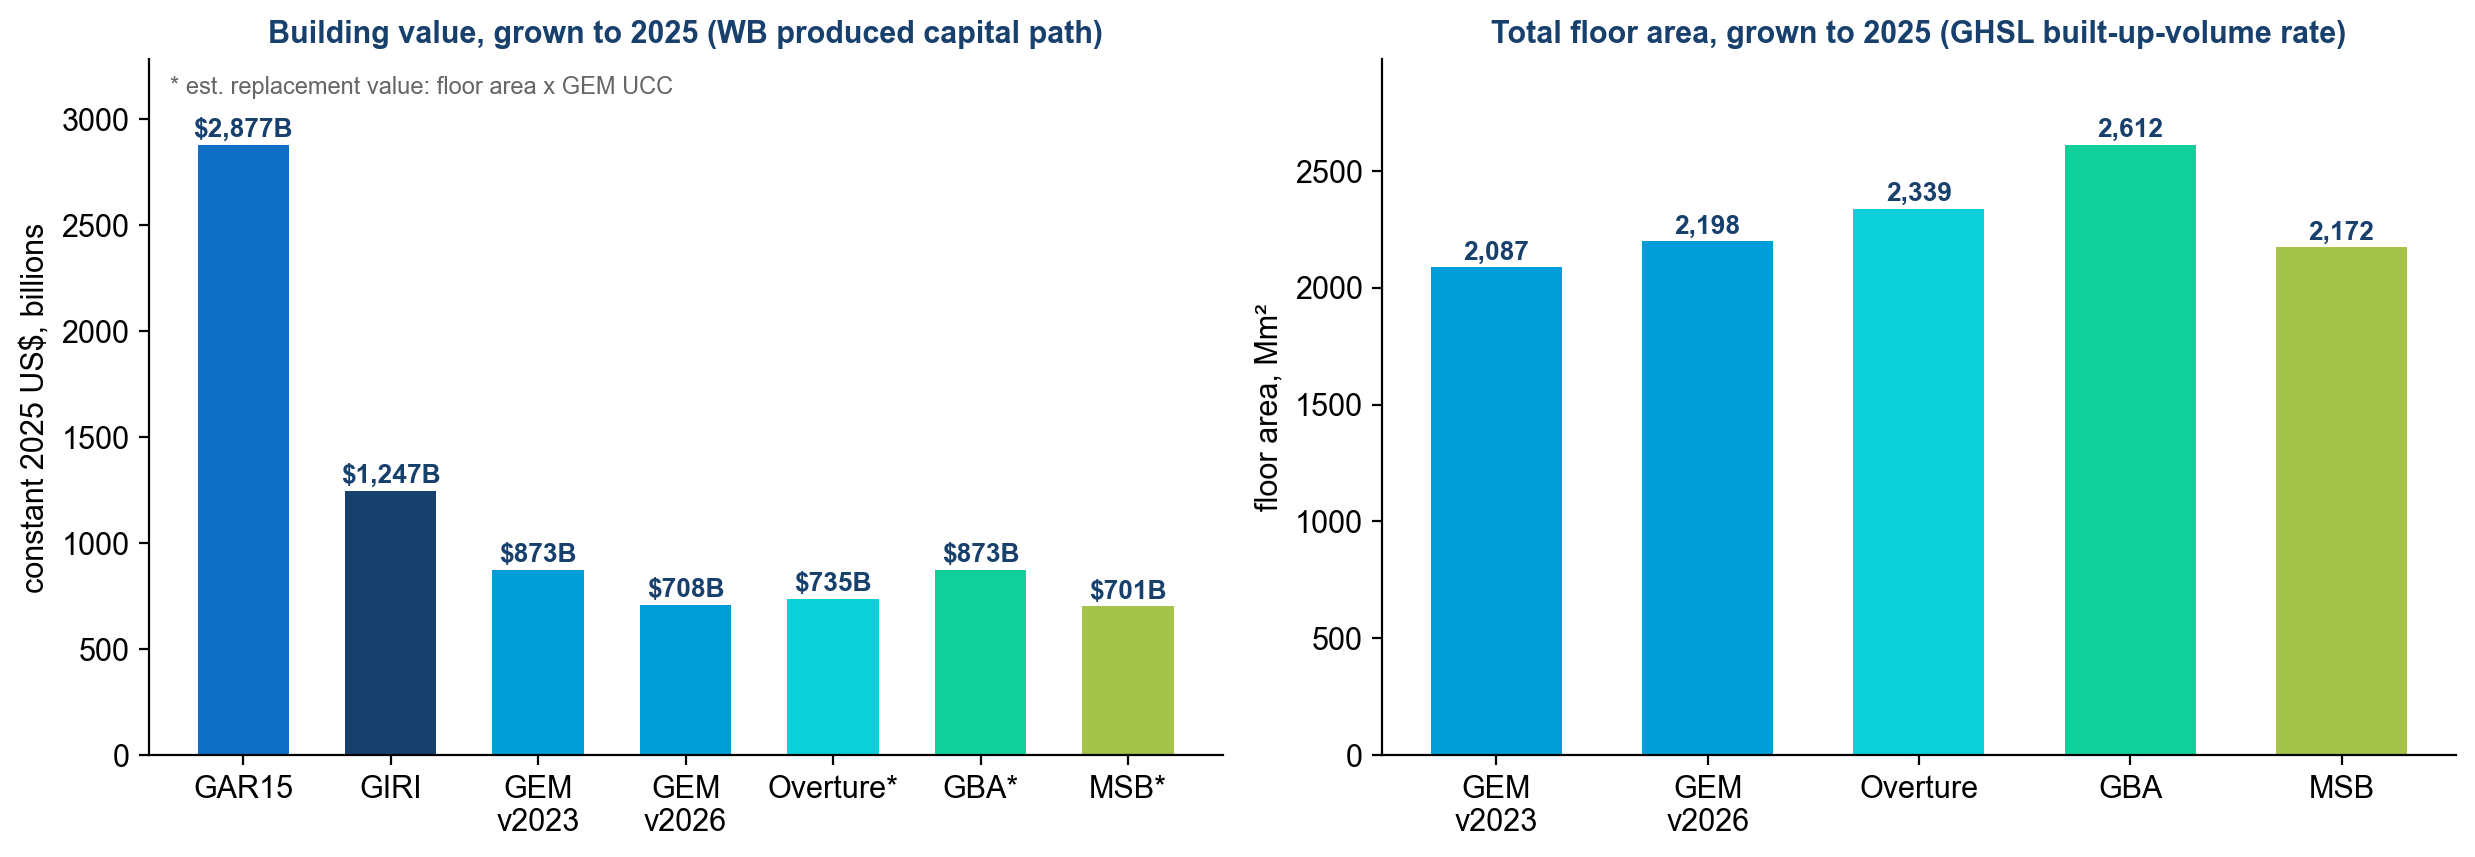 Building value, grown to 2025 (WB produced capital path)
* est. replacement value: floor area x GEM UCC
constant 2025 US$, billions
3000
2500
2000
1500
1000
500
0
$2,877B
$1,247B
$873B
$708B
$735B
$873B
$701B
GAR15
GIRI
GEM
v2023
GEM
v2026
Overture*
GBA*
MSB*
Total floor area, grown to 2025 (GHSL built-up-volume rate)
floor area, Mm²
2500
2000
1500
1000
500
0
2,087
2,198
2,339
2,612
2,172
GEM
v2023
GEM
v2026
Overture
GBA
MSB